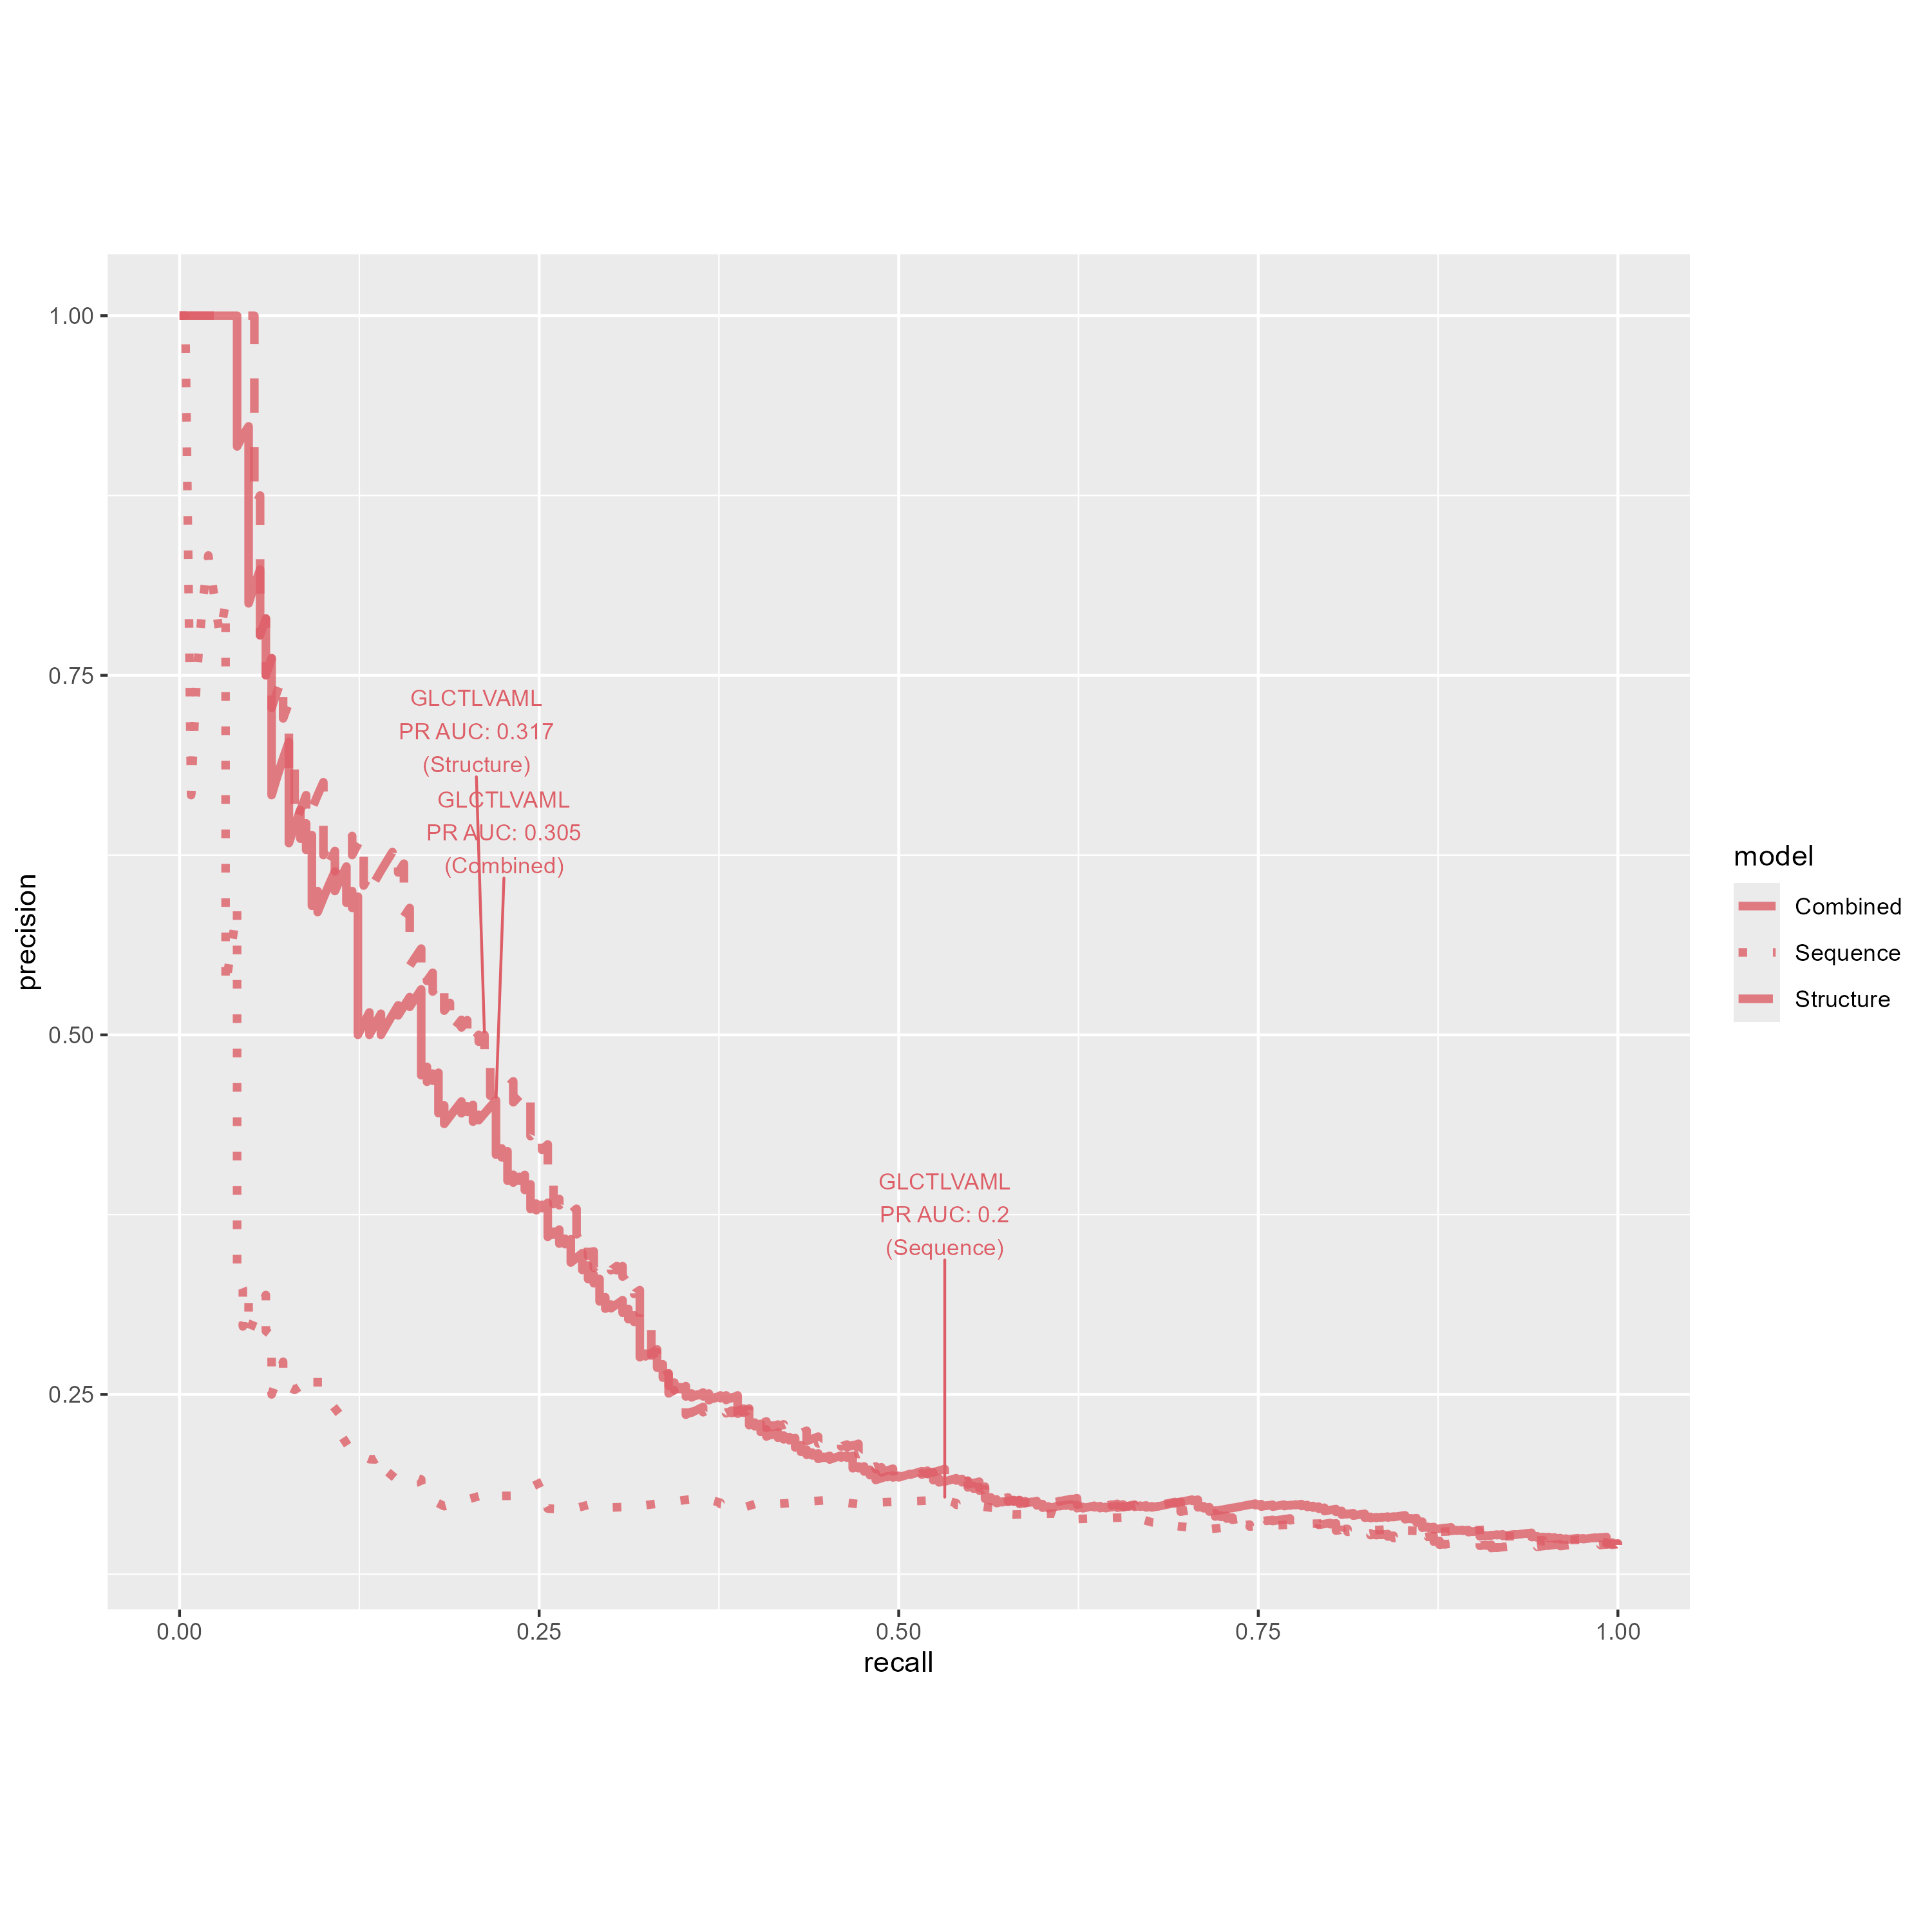 1.00
0.75
0.50
0.25
precision
0.00
0.25
0.50
0.75
1.00
recall
GLCTLVAML
PR AUC: 0.317
(Structure)
GLCTLVAML
PR AUC: 0.305
(Combined)
GLCTLVAML
PR AUC: 0.2
(Sequence)
model
Combined
Sequence
Structure